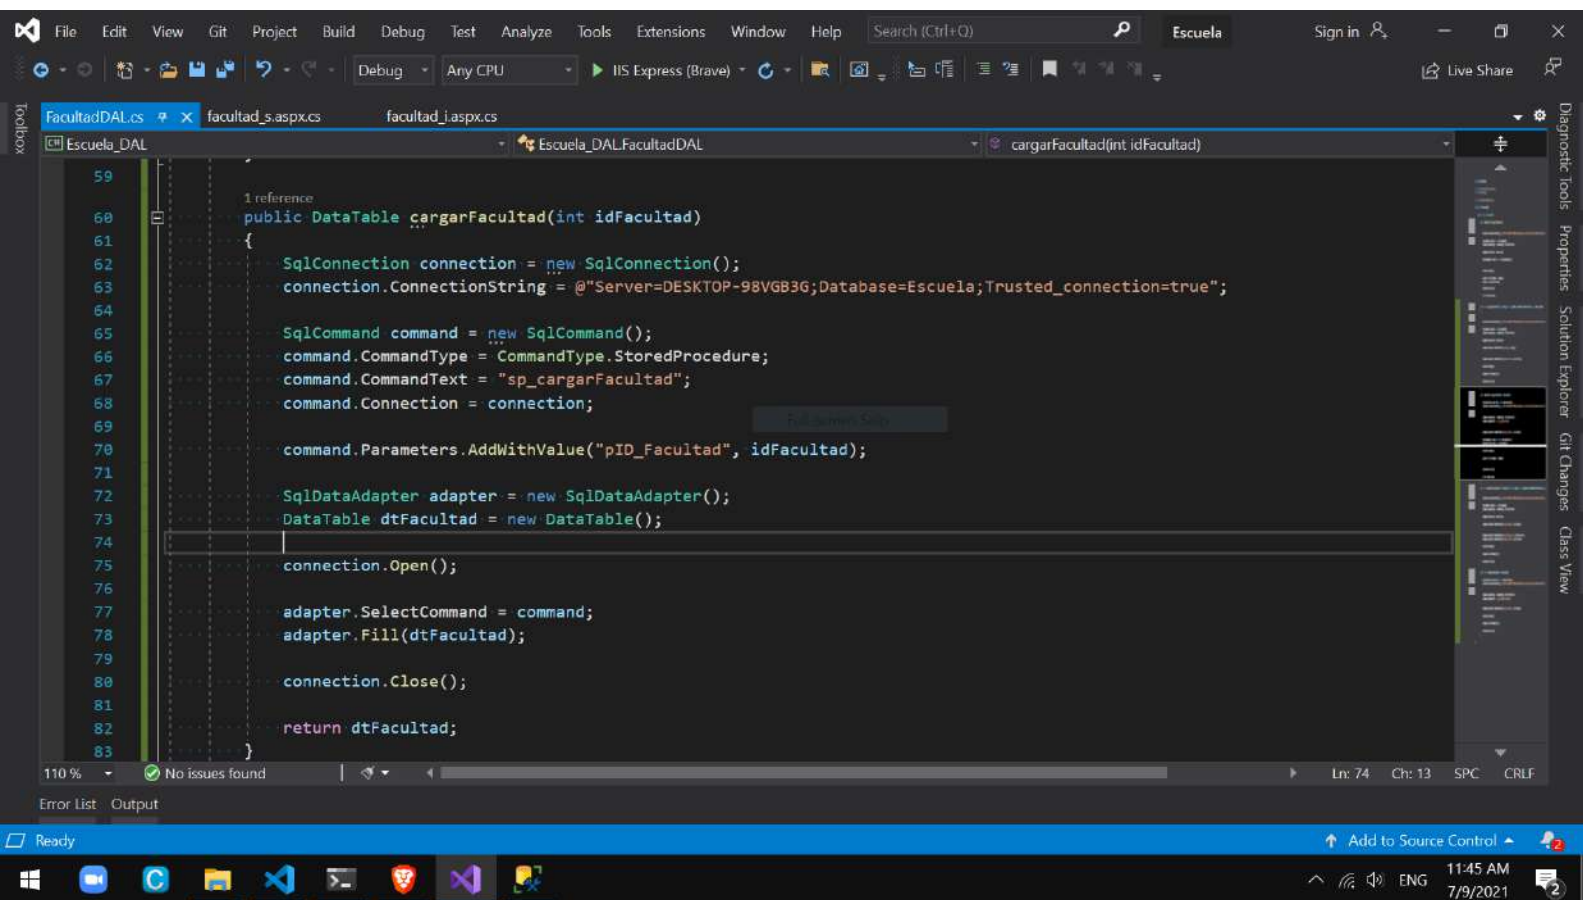 File Edit View Git Project Build Debug Test Analyze Tools Extensions Window Help Search (Ctrl+Q) Escuela Sign in
Debug Any CPU IIS Express (Brave) Live Share
Toolbox
FacultadDAL.cs facultad_s.aspx.cs facultad_i.aspx.cs
Escuela_DAL Escuela_DAL.FacultadDAL cargarFacultad(int idFacultad)
59
1 reference
60 public DataTable cargarFacultad(int idFacultad)
61 {
62 SqlConnection connection = new SqlConnection();
63 connection.ConnectionString = @"Server=DESKTOP-98VGB3G;Database=Escuela;Trusted_connection=true";
64
65 SqlCommand command = new SqlCommand();
66 command.CommandType = CommandType.StoredProcedure;
67 command.CommandText = "sp_cargarFacultad";
68 command.Connection = connection;
69
70 command.Parameters.AddWithValue("pID_Facultad", idFacultad);
71
72 SqlDataAdapter adapter = new SqlDataAdapter();
73 DataTable dtFacultad = new DataTable();
74
75 connection.Open();
76
77 adapter.SelectCommand = command;
78 adapter.Fill(dtFacultad);
79
80 connection.Close();
81
82 return dtFacultad;
83 }
Diagnostic Tools Properties Solution Explorer Git Changes Class View
110 % No issues found Ln: 74 Ch: 13 SPC CRLF
Error List Output
Ready Add to Source Control 2
ENG 11:45 AM
7/9/2021 2